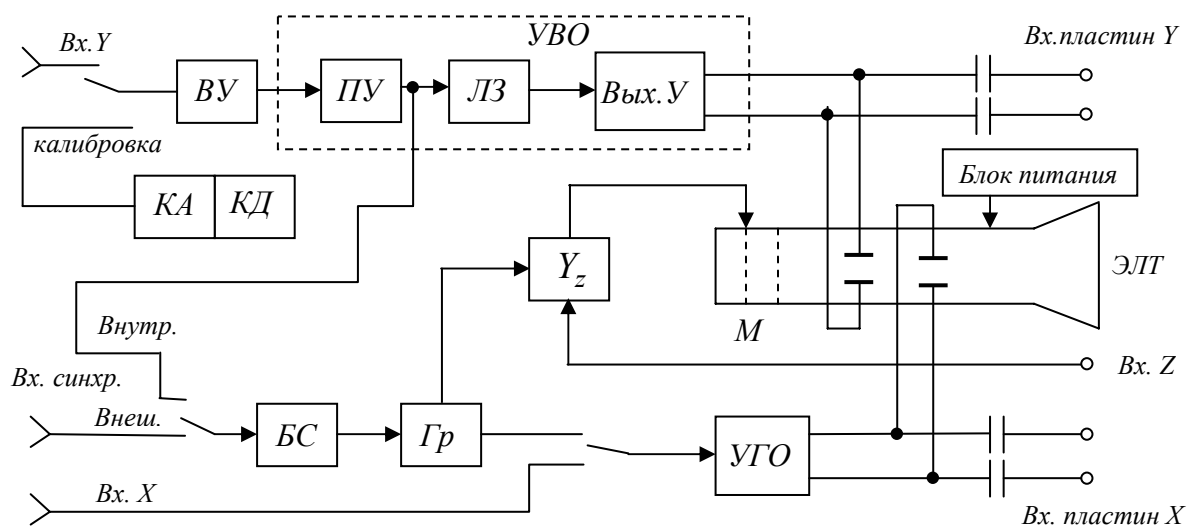 УВО
Вх.Y
Вх.пластин Y
ВУ
ПУ
ЛЗ
Вых.У
калибровка
КА
КД
Блок питания
Yz
ЭЛТ
М
Внутр.
Вх. Z
Вх. синхр.
Внеш.
БС
Гр
УГО
Вх. X
Вх. пластин X